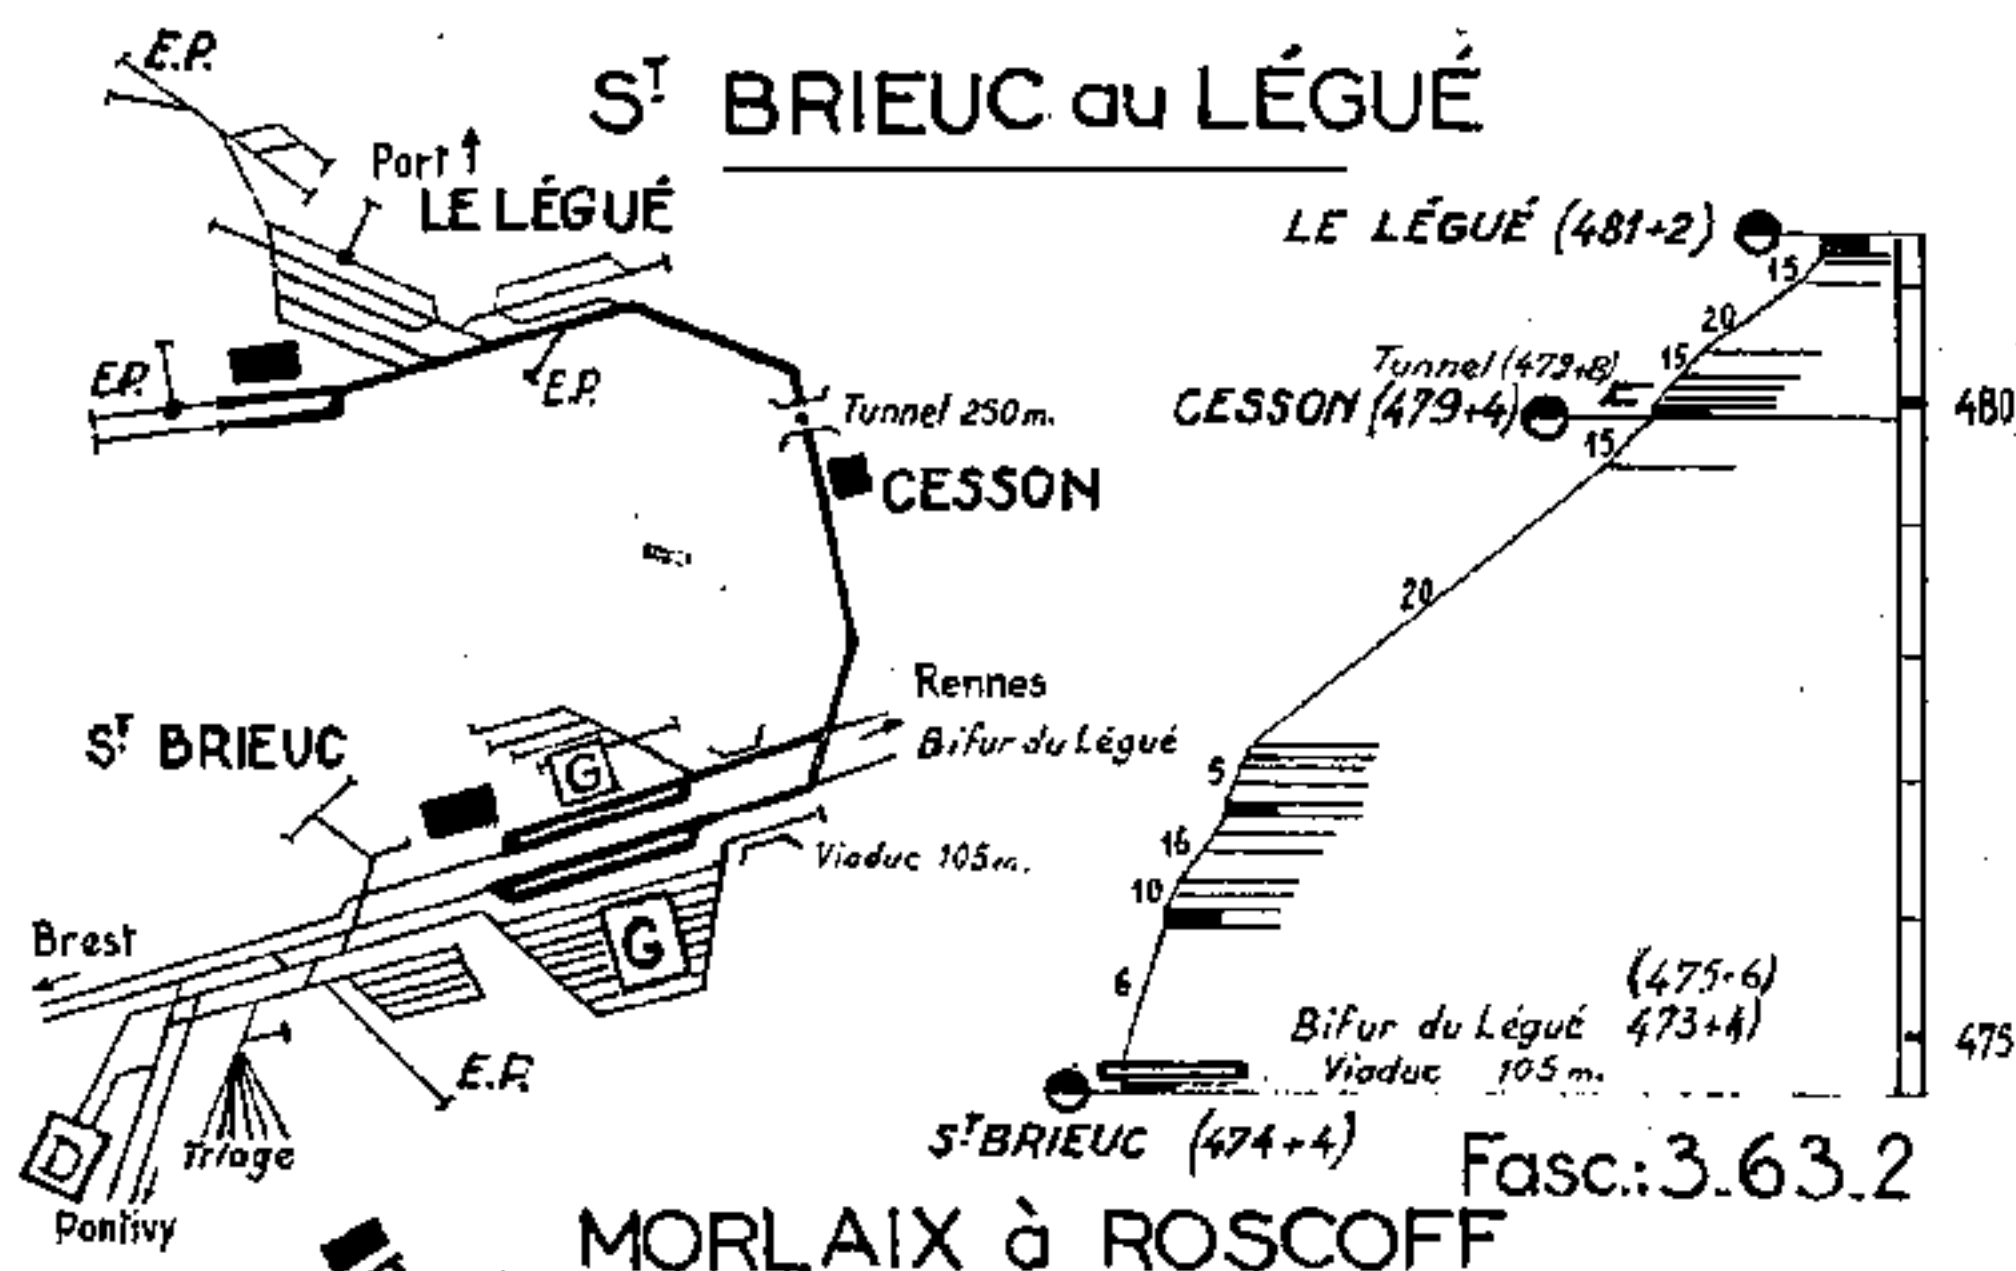 E.P.
ST BRIEUC au LÉGUÉ
Port
LE LÉGUÉ
LE LÉGUÉ (481+2)
15
20
15
Tunnel (479+8)
E.P.
E.P.
CESSON (479+4)
480
Tunnel 250 m.
15
CESSON
20
Rennes
ST BRIEUC
Bifur du Légué
G
5
16
Viaduc 105 m.
10
G
Brest
6
(475+6)
Bifur du Légué 473+4)
475
Viaduc 105 m.
E.P.
D
Triage
ST BRIEUC (474+4)
Fasc.: 3.63.2
Pontivy
MORLAIX à ROSCOFF